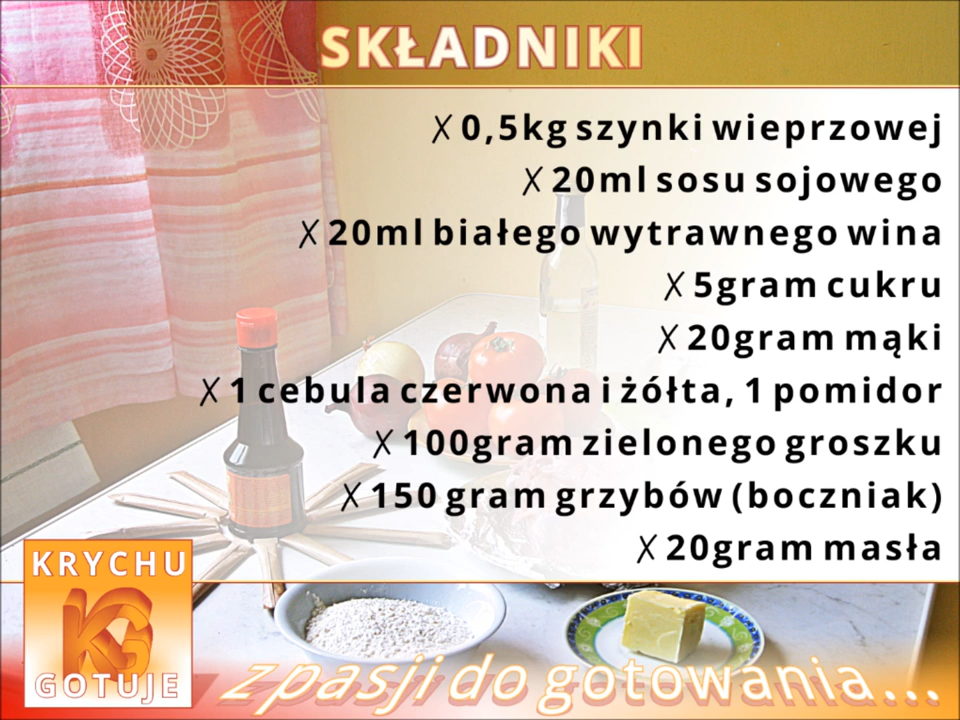 SKŁADNIKI
✗ 0,5kg szynki wieprzowej
✗ 20ml sosu sojowego
✗ 20ml białego wytrawnego wina
✗ 5gram cukru
✗ 20gram mąki
✗ 1 cebula czerwona i żółta, 1 pomidor
✗ 100gram zielonego groszku
✗ 150 gram grzybów (boczniak)
✗ 20gram masła
KRYCHU
KG
GOTUJE
z pasji do gotowania...